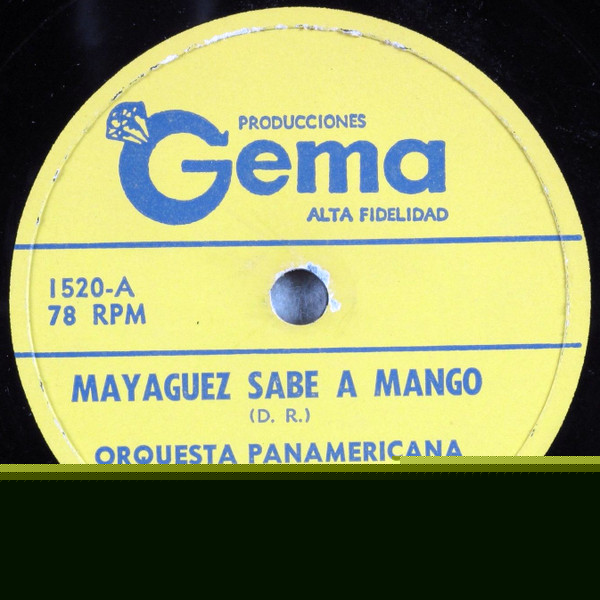 PRODUCCIONES
Gema
ALTA FIDELIDAD
1520-A
78 RPM
MAYAGUEZ SABE A MANGO
(D. R.)
ORQUESTA PANAMERICANA